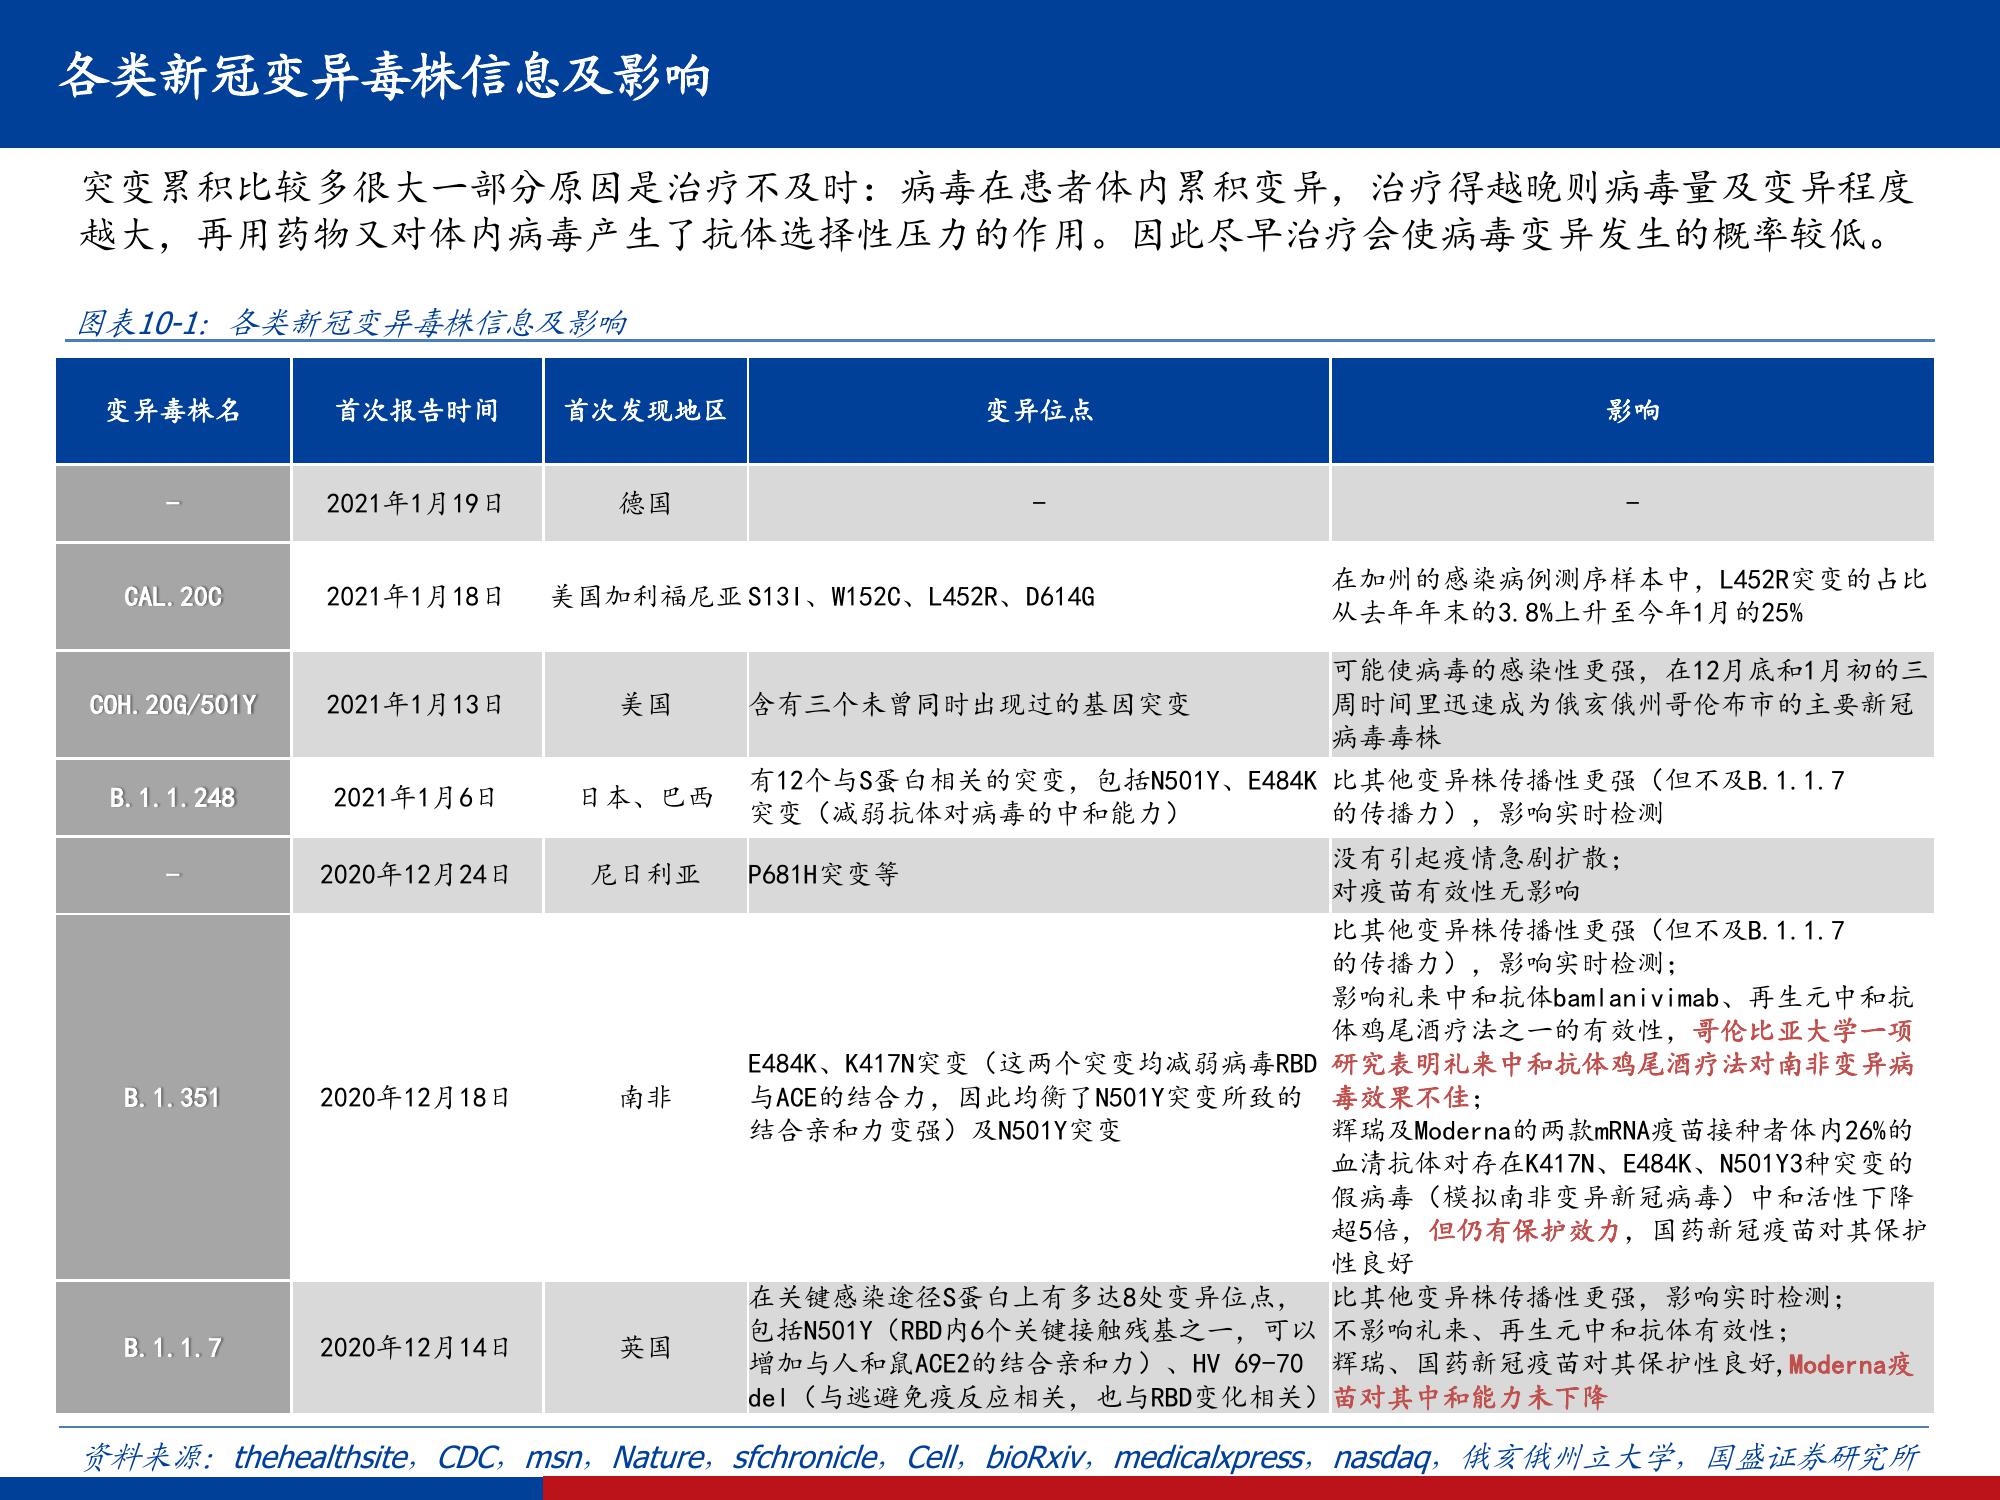 各类新冠变异毒株信息及影响
突变累积比较多很大一部分原因是治疗不及时：病毒在患者体内累积变异，治疗得越晚则病毒量及变异程度
越大，再用药物又对体内病毒产生了抗体选择性压力的作用。因此尽早治疗会使病毒变异发生的概率较低。
图表10-1：各类新冠变异毒株信息及影响
变异毒株名 首次报告时间 首次发现地区 变异位点 影响
– 2021年1月19日 德国 – –
CAL.20C 2021年1月18日 美国加利福尼亚 S13I、W152C、L452R、D614G
在加州的感染病例测序样本中，L452R突变的占比
从去年年末的3.8%上升至今年1月的25%
COH.20G/501Y 2021年1月13日 美国 含有三个未曾同时出现过的基因突变
可能使病毒的感染性更强，在12月底和1月初的三
周时间里迅速成为俄亥俄州哥伦布市的主要新冠
病毒毒株
B.1.1.248 2021年1月6日 日本、巴西
有12个与S蛋白相关的突变，包括N501Y、E484K
突变（减弱抗体对病毒的中和能力）
比其他变异株传播性更强（但不及B.1.1.7
的传播力），影响实时检测
– 2020年12月24日 尼日利亚 P681H突变等
没有引起疫情急剧扩散；
对疫苗有效性无影响
B.1.351 2020年12月18日 南非
E484K、K417N突变（这两个突变均减弱病毒RBD
与ACE的结合力，因此均衡了N501Y突变所致的
结合亲和力变强）及N501Y突变
比其他变异株传播性更强（但不及B.1.1.7
的传播力），影响实时检测；
影响礼来中和抗体bamlanivimab、再生元中和抗
体鸡尾酒疗法之一的有效性，哥伦比亚大学一项
研究表明礼来中和抗体鸡尾酒疗法对南非变异病
毒效果不佳；
辉瑞及Moderna的两款mRNA疫苗接种者体内26%的
血清抗体对存在K417N、E484K、N501Y3种突变的
假病毒（模拟南非变异新冠病毒）中和活性下降
超5倍，但仍有保护效力，国药新冠疫苗对其保护
性良好
B.1.1.7 2020年12月14日 英国
在关键感染途径S蛋白上有多达8处变异位点，
包括N501Y（RBD内6个关键接触残基之一，可以
增加与人和鼠ACE2的结合亲和力）、HV 69-70
del（与逃避免疫反应相关，也与RBD变化相关）
比其他变异株传播性更强，影响实时检测；
不影响礼来、再生元中和抗体有效性；
辉瑞、国药新冠疫苗对其保护性良好,Moderna疫
苗对其中和能力未下降
资料来源：thehealthsite，CDC，msn，Nature，sfchronicle，Cell，bioRxiv，medicalxpress，nasdaq，俄亥俄州立大学，国盛证券研究所